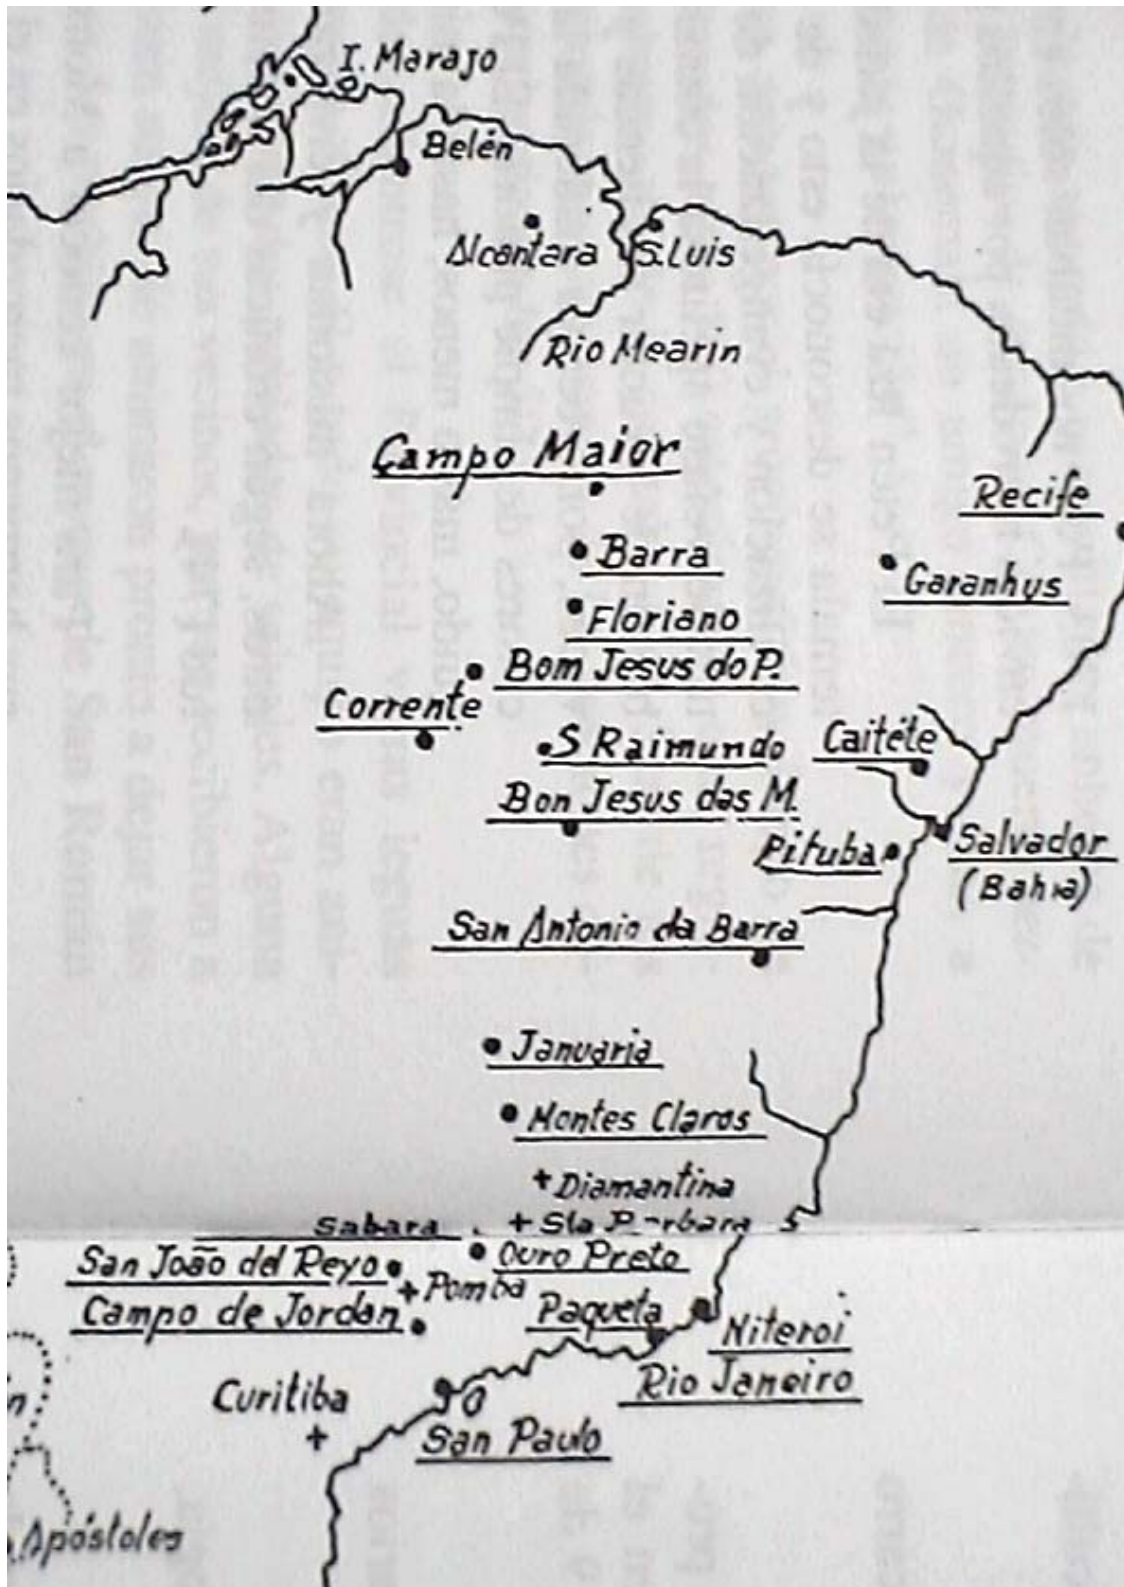 I. Marajo
Belén
Alcantara
S. Luis
Rio Mearin
Campo Maior
Recife
Barra
Garanhus
Floriano
Bom Jesus do P.
Corrente
S Raimundo
Caitéte
Bon Jesus das M.
Pituba
Salvador
(Bahia)
San Antonio da Barra
Januaria
Montes Claros
Diamantina
Sabara
Sta
San João del Reyo
Ouro Preto
Pomba
Campo de Jordan
Paqueta
Niteroi
Rio Janeiro
Curitiba
San Paulo
Apóstoles